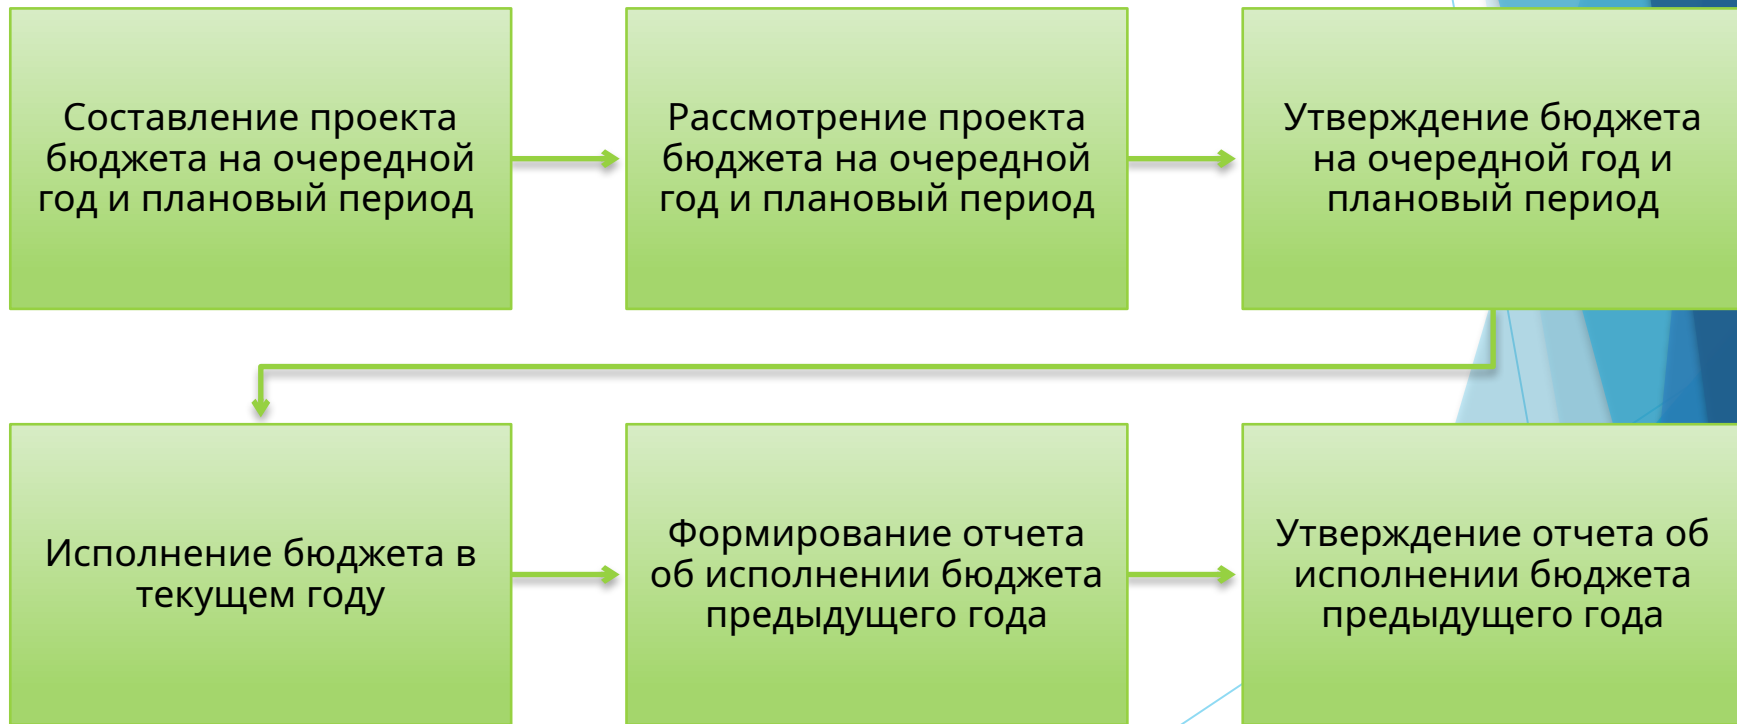 Составление проекта
бюджета на очередной
год и плановый период
Рассмотрение проекта
бюджета на очередной
год и плановый период
Утверждение бюджета
на очередной год и
плановый период
Исполнение бюджета в
текущем году
Формирование отчета
об исполнении бюджета
предыдущего года
Утверждение отчета об
исполнении бюджета
предыдущего года